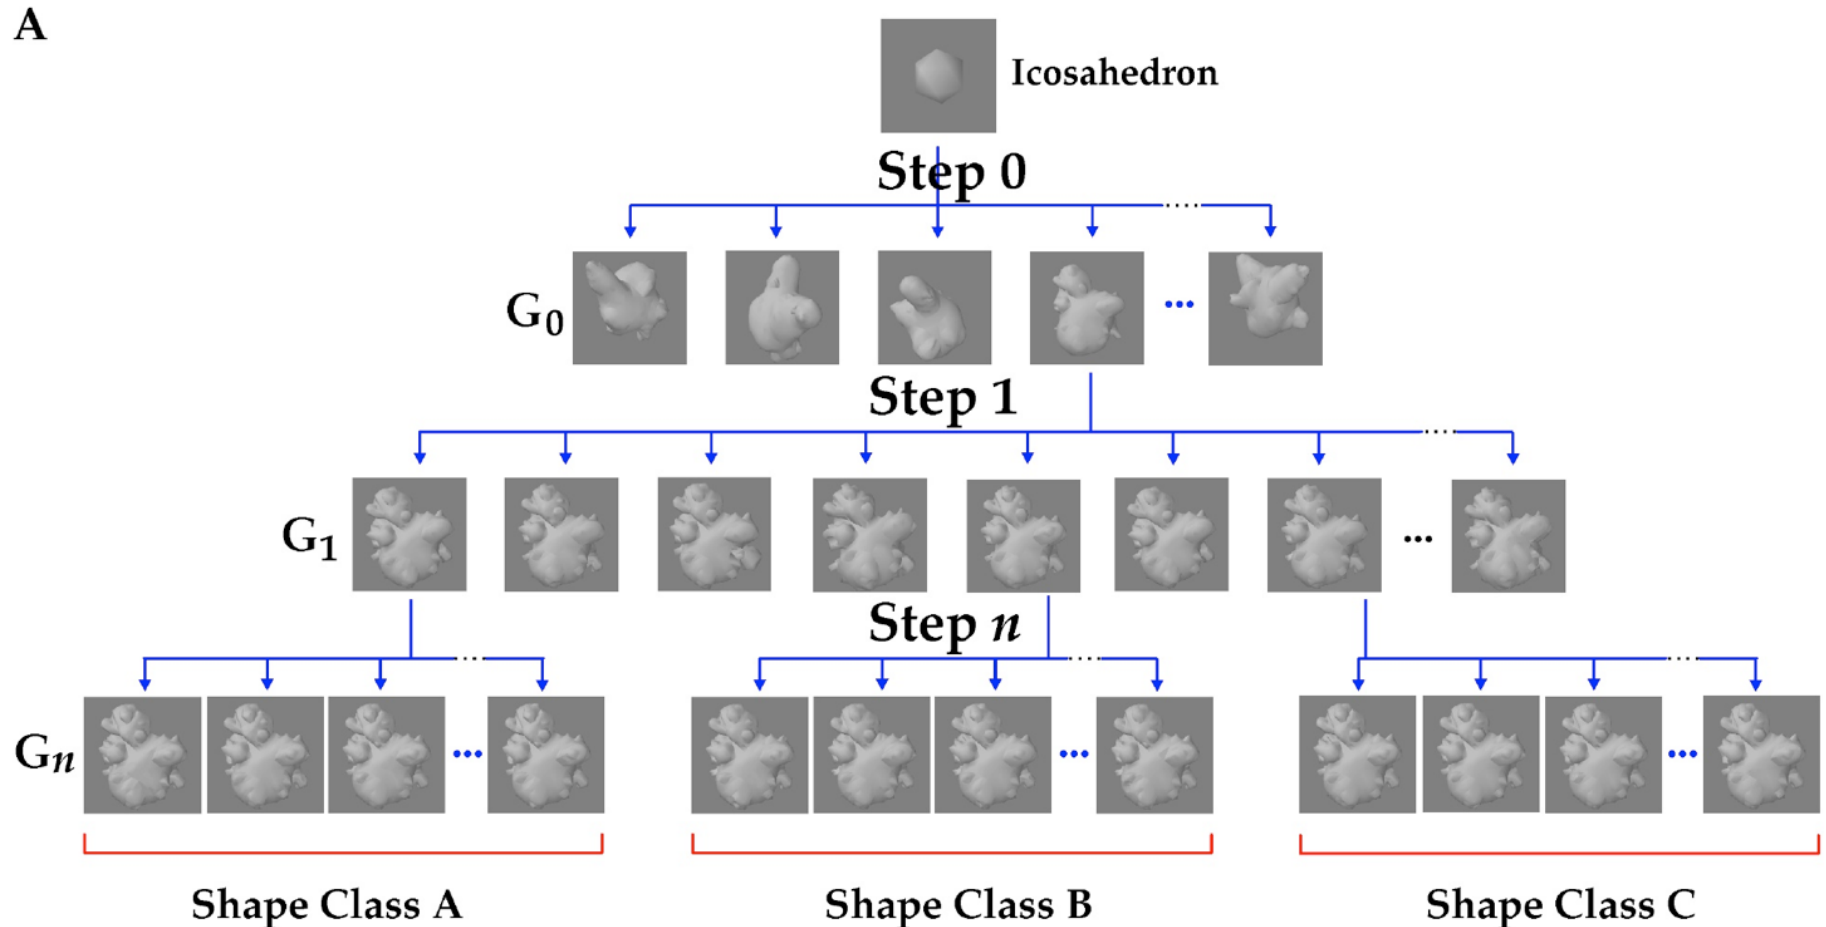 A
Icosahedron
Step 0
G0
Step 1
G1
Step n
Gn
Shape Class A
Shape Class B
Shape Class C